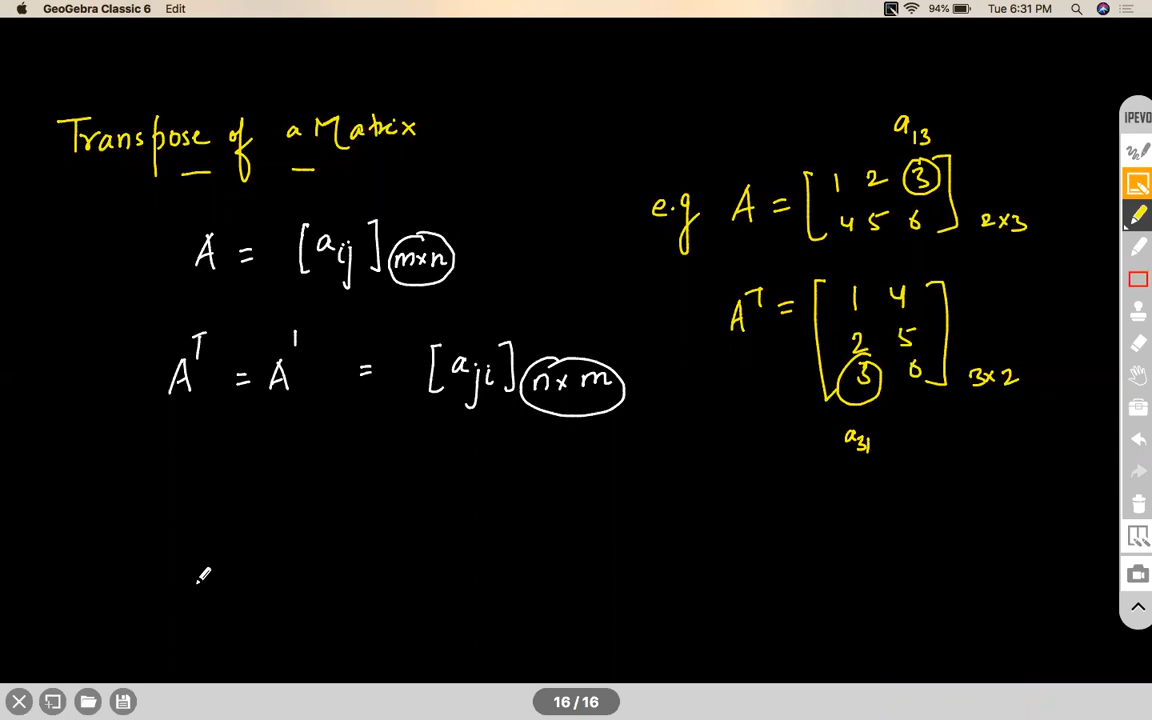 GeoGebra Classic 6 Edit 94% Tue 6:31 PM
IPEVO
Transpose of a Matrix
A = [aij] m×n
A^T = A' = [aji] n×m
a13
e.g A = [1 2 3
4 5 6] 2×3
A^T = [1 4
2 5
3 6] 3×2
a31
16 / 16